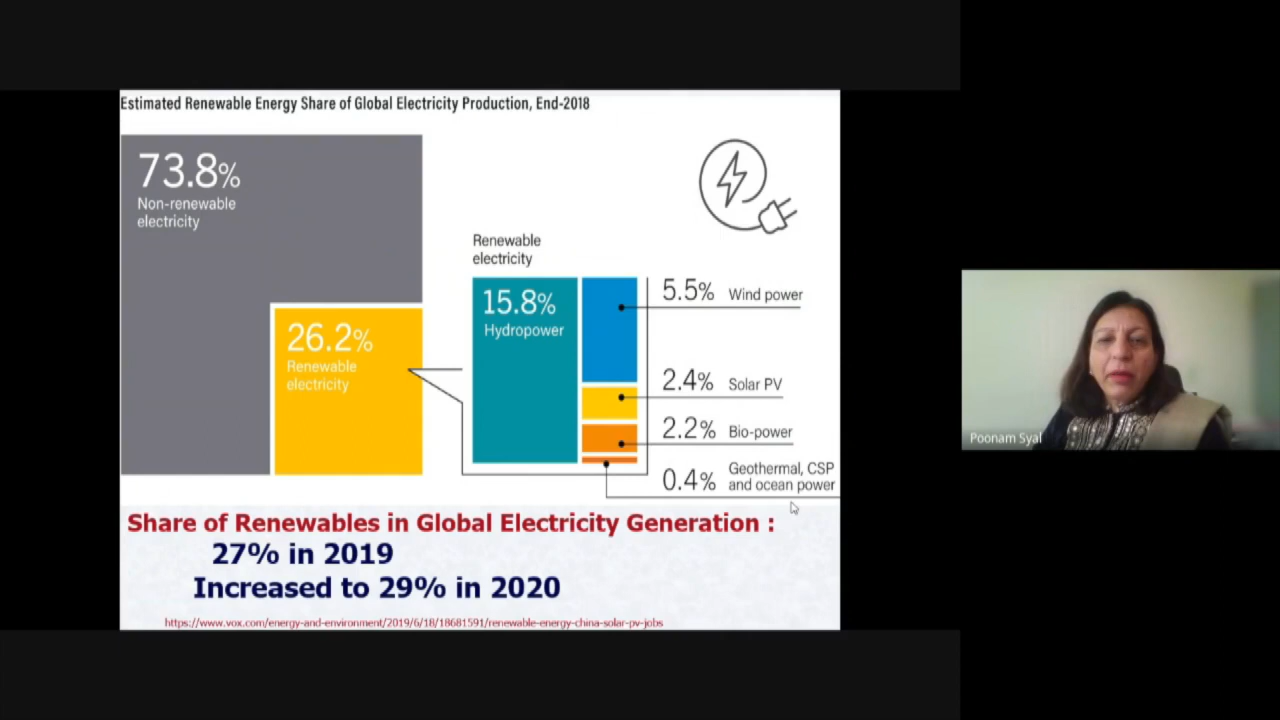 Estimated Renewable Energy Share of Global Electricity Production, End-2018
73.8%
Non-renewable
electricity
26.2%
Renewable
electricity
Renewable
electricity
15.8%
Hydropower
5.5% Wind power
2.4% Solar PV
2.2% Bio-power
0.4% Geothermal, CSP
and ocean power
Share of Renewables in Global Electricity Generation :
27% in 2019
Increased to 29% in 2020
https://www.vox.com/energy-and-environment/2019/6/18/18681591/renewable-energy-china-solar-pv-jobs
Poonam Syal